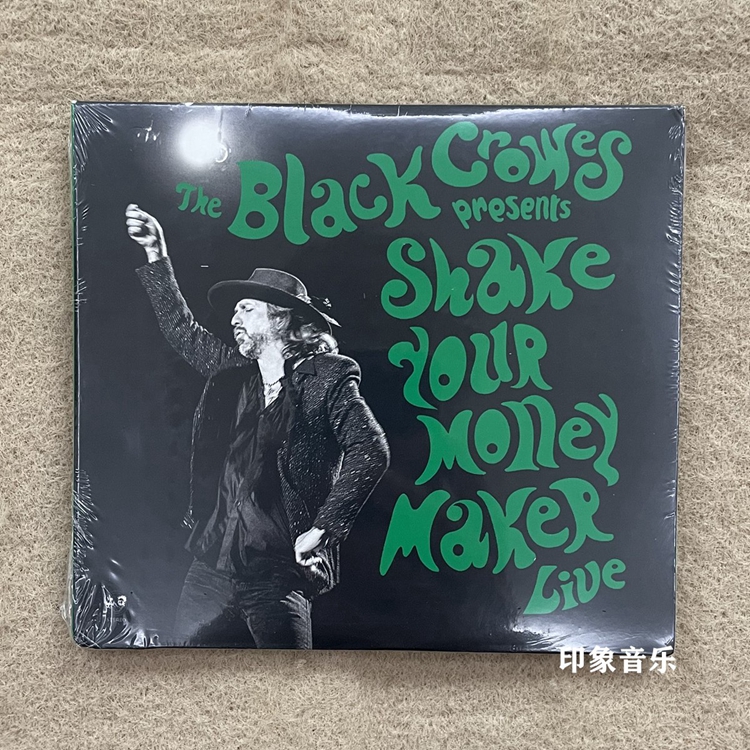 The Black Crowes
presents
Shake
Your
Money
Maker
Live
印象音乐